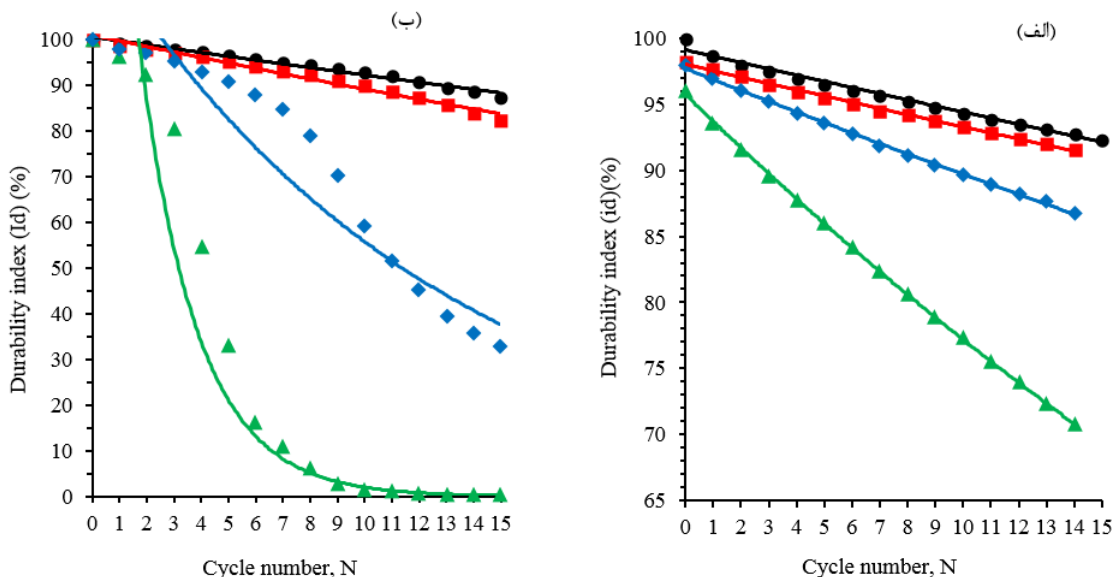 (ب)
Durability index (Id) (%)
100
90
80
70
60
50
40
30
20
10
0
0 1 2 3 4 5 6 7 8 9 10 11 12 13 14 15
Cycle number, N
(الف)
Durability index (id)(%)
100
95
90
85
80
75
70
65
0 1 2 3 4 5 6 7 8 9 10 11 12 13 14 15
Cycle number, N